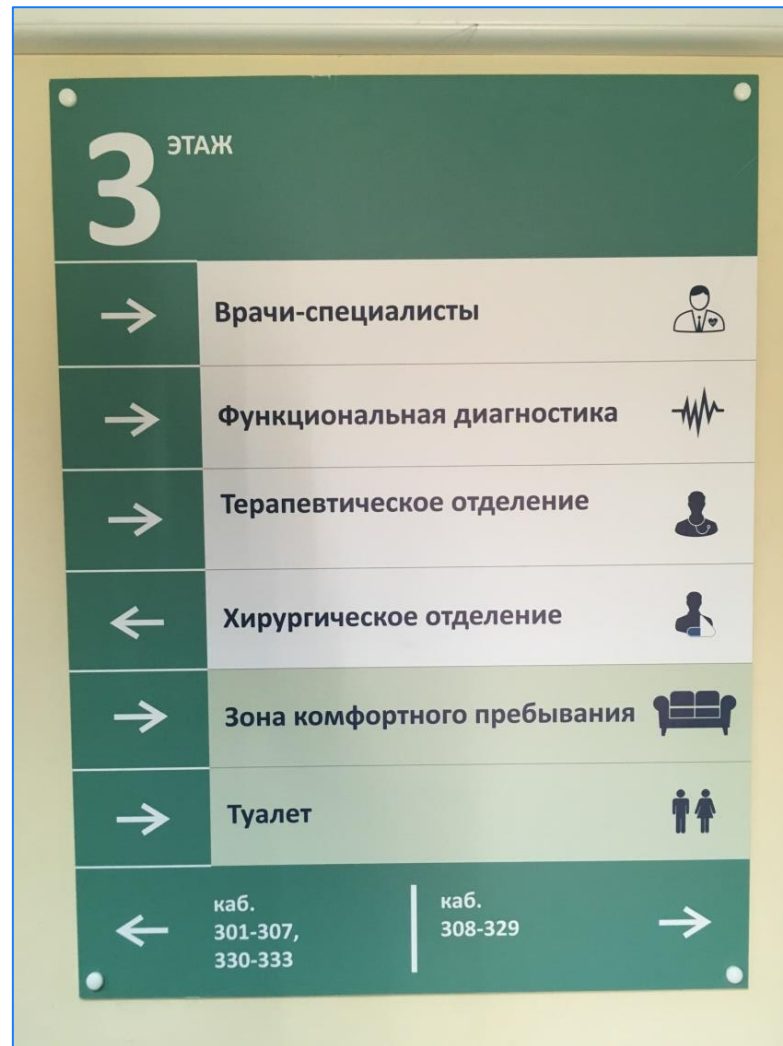 3 ЭТАЖ
Врачи-специалисты
Функциональная диагностика
Терапевтическое отделение
Хирургическое отделение
Зона комфортного пребывания
Туалет
каб.
301-307,
330-333
каб.
308-329